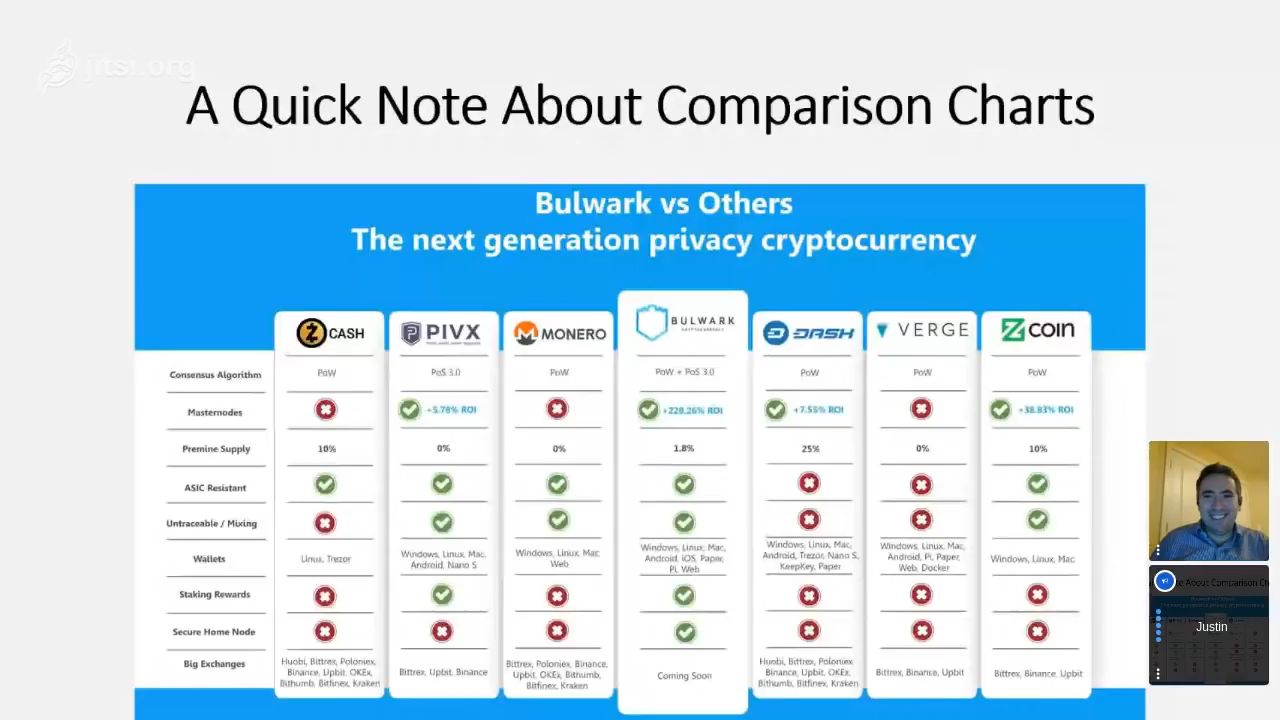 jitsi.org
A Quick Note About Comparison Charts
Bulwark vs Others
The next generation privacy cryptocurrency
CASH PIVX MONERO BULWARK DASH VERGE COIN
Consensus Algorithm PoW PoS 3.0 PoW PoW + PoS 3.0 PoW PoW PoW
Masternodes +5.78% ROI +228.26% ROI +7.55% ROI +38.83% ROI
Premine Supply 10% 0% 0% 1.8% 25% 0% 10%
ASIC Resistant
Untraceable / Mixing
Wallets
Linux, Trezor
Windows, Linux, Mac,
Android, Nano S
Windows, Linux, Mac,
Web
Windows, Linux, Mac,
Android, iOS, Paper,
Pi, Web
Windows, Linux, Mac,
Android, Trezor, Nano S,
KeepKey, Paper
Windows, Linux, Mac,
Android, Pi, Paper,
Web, Docker
Windows, Linux, Mac
Staking Rewards
Secure Home Node
Big Exchanges
Huobi, Bittrex, Poloniex,
Binance, Upbit, OKEx,
Bithumb, Bitfinex, Kraken
Bittrex, Upbit, Binance
Bittrex, Poloniex, Binance,
Upbit, OKEx, Bithumb,
Bitfinex, Kraken
Coming Soon
Huobi, Bittrex, Poloniex,
Binance, Upbit, OKEx,
Bithumb, Bitfinex, Kraken
Bittrex, Binance, Upbit
Bittrex, Binance, Upbit
te About Comparison Ch
Justin